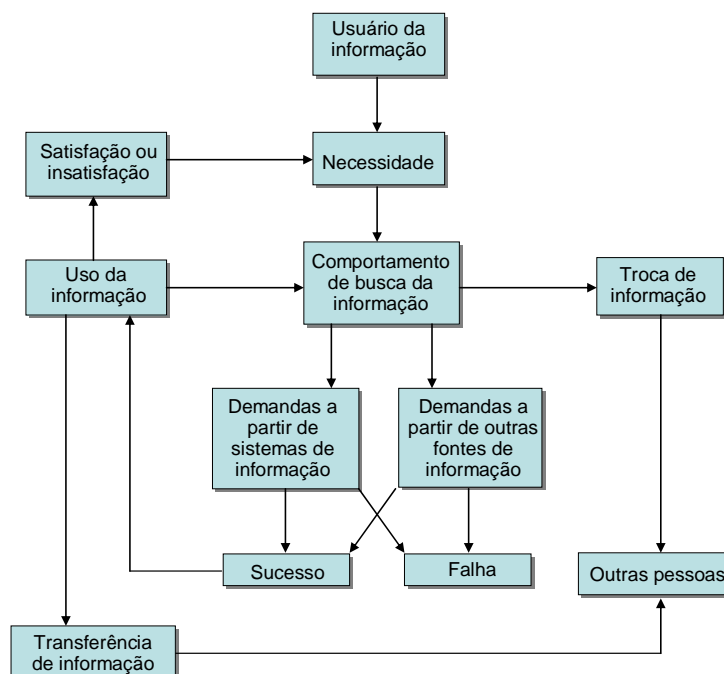 Usuário da
informação
Satisfação ou
insatisfação
Necessidade
Uso da
informação
Comportamento
de busca da
informação
Troca de
informação
Demandas a
partir de
sistemas de
informação
Demandas a
partir de outras
fontes de
informação
Sucesso
Falha
Outras pessoas
Transferência
de informação